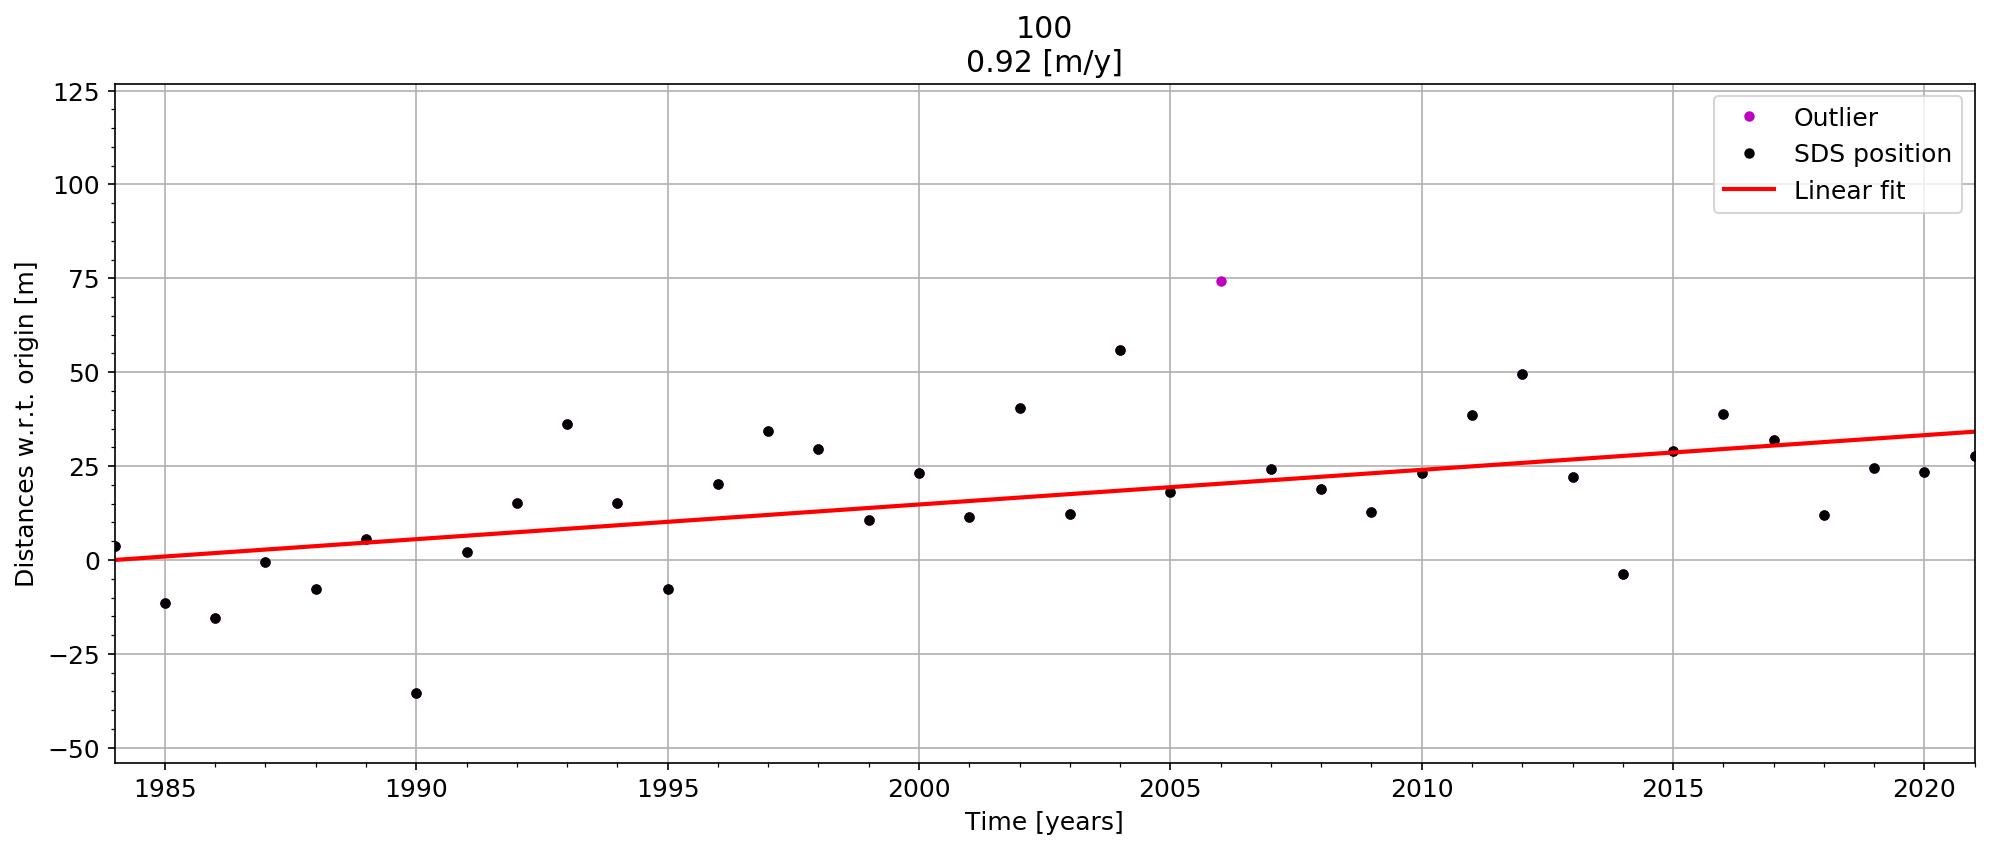 100
0.92 [m/y]
125
100
75
50
25
0
−25
−50
Distances w.r.t. origin [m]
Outlier
SDS position
Linear fit
1985
1990
1995
2000
2005
2010
2015
2020
Time [years]